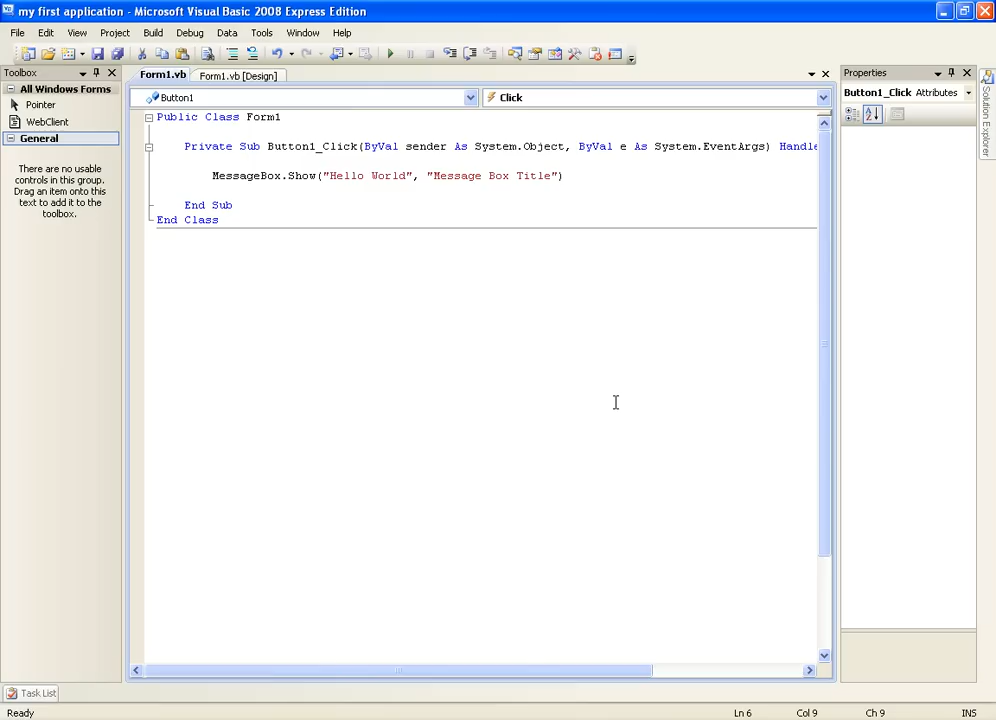 my first application - Microsoft Visual Basic 2008 Express Edition
File Edit View Project Build Debug Data Tools Window Help
Toolbox
All Windows Forms
Pointer
WebClient
General
There are no usable
controls in this group.
Drag an item onto this
text to add it to the
toolbox.
Form1.vb Form1.vb [Design]
Button1 Click
Public Class Form1
Private Sub Button1_Click(ByVal sender As System.Object, ByVal e As System.EventArgs) Handle
MessageBox.Show("Hello World", "Message Box Title")
End Sub
End Class
Properties
Button1_Click Attributes
Solution Explorer
Task List
Ready Ln 6 Col 9 Ch 9 INS